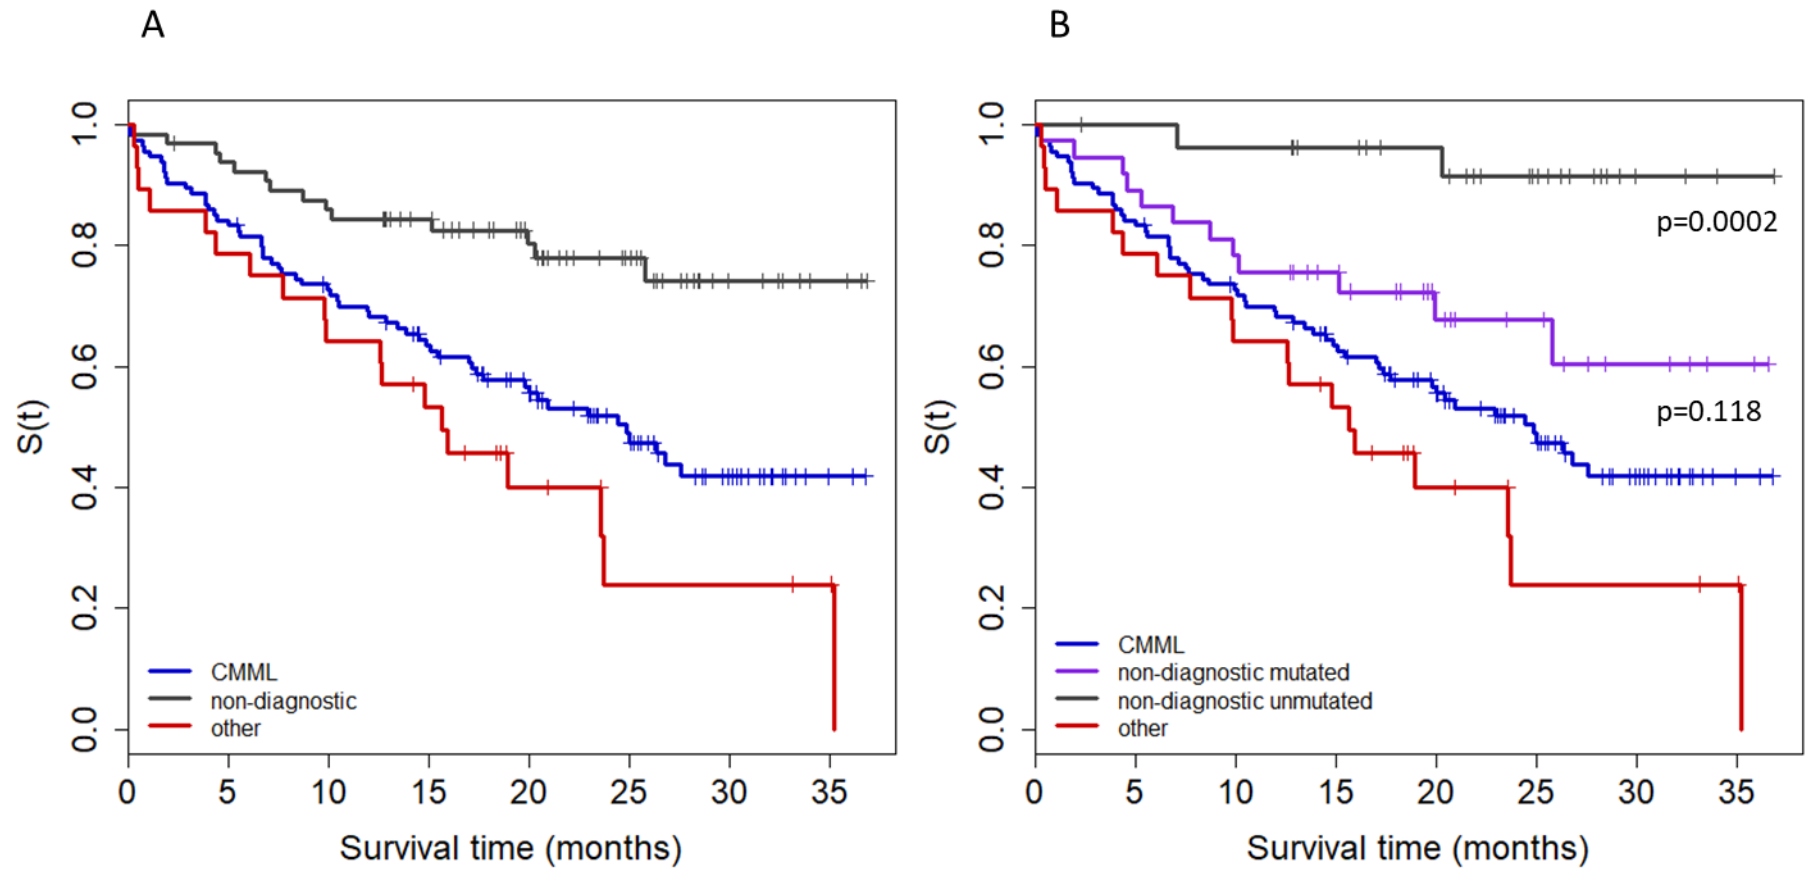 A
S(t)
1.0
0.8
0.6
0.4
0.2
0.0
CMML
non-diagnostic
other
0 5 10 15 20 25 30 35
Survival time (months)
B
S(t)
1.0
0.8
0.6
0.4
0.2
0.0
p=0.0002
p=0.118
CMML
non-diagnostic mutated
non-diagnostic unmutated
other
0 5 10 15 20 25 30 35
Survival time (months)